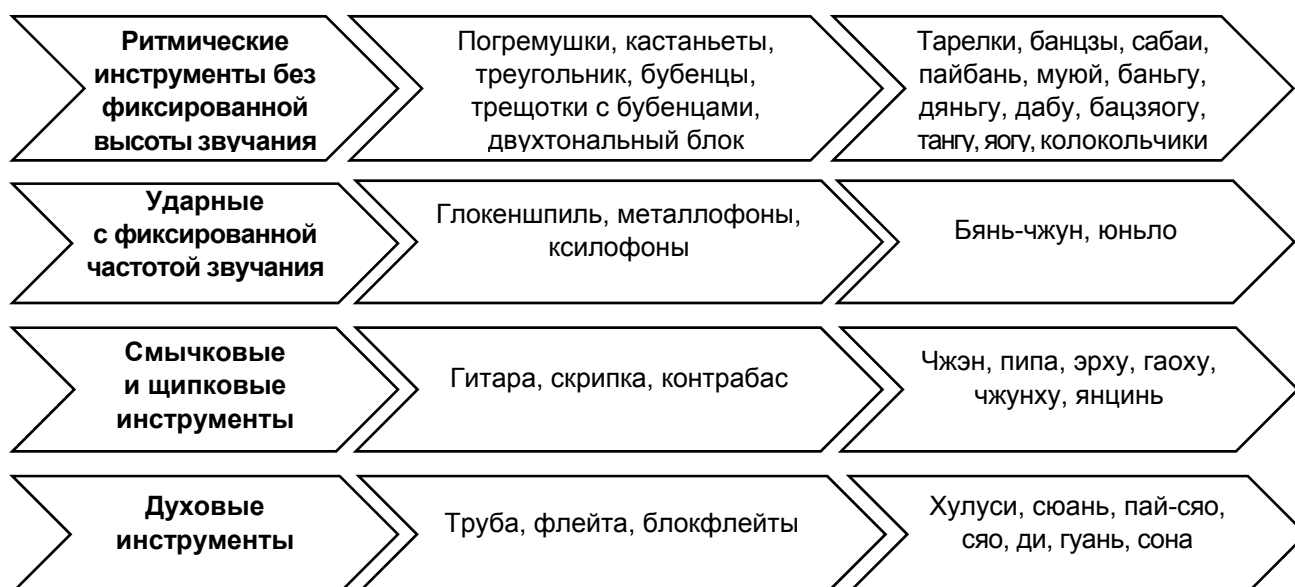 Ритмические
инструменты без
фиксированной
высоты звучания
Погремушки, кастаньеты,
треугольник, бубенцы,
трещотки с бубенцами,
двухтональный блок
Тарелки, банцзы, сабаи,
пайбань, муюй, баньгу,
дяньгу, дабу, бацзяогу,
тангу, яогу, колокольчики
Ударные
с фиксированной
частотой звучания
Глокеншпиль, металлофоны,
ксилофоны
Бянь-чжун, юньло
Смычковые
и щипковые
инструменты
Гитара, скрипка, контрабас
Чжэн, пипа, эрху, гаоху,
чжунху, янцинь
Духовые
инструменты
Труба, флейта, блокфлейты
Хулуси, сюань, пай-сяо,
сяо, ди, гуань, сона